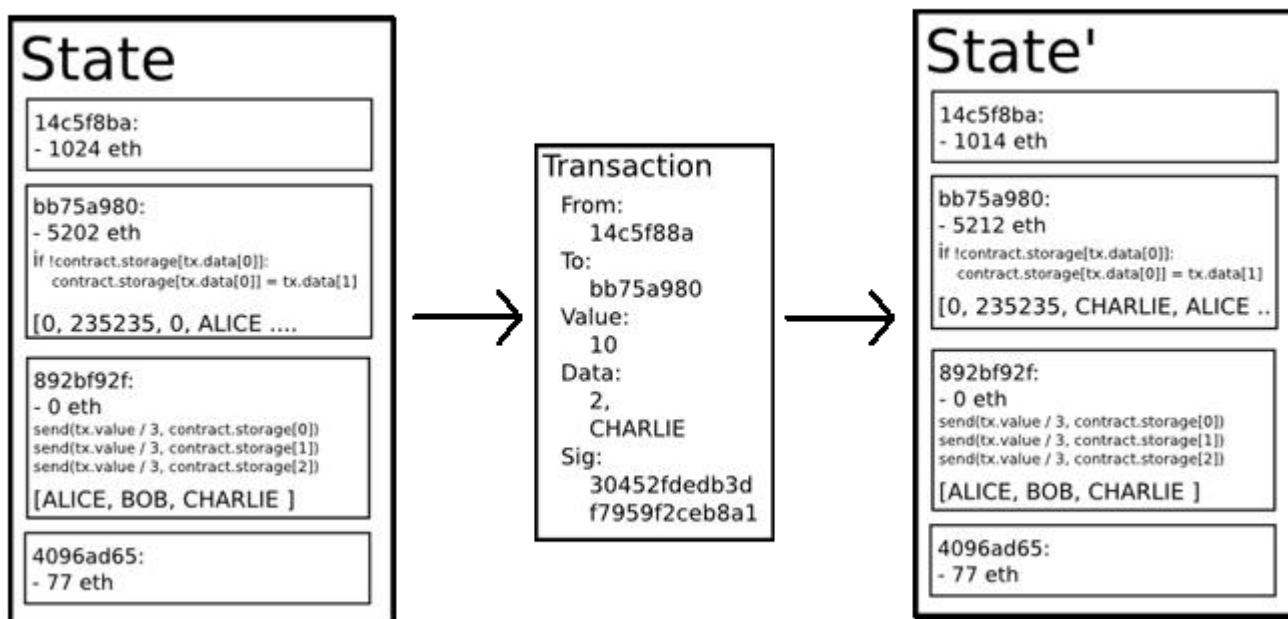 State
14c5f8ba:
- 1024 eth
bb75a980:
- 5202 eth
if !contract.storage[tx.data[0]]:
contract.storage[tx.data[0]] = tx.data[1]
[0, 235235, 0, ALICE ....
892bf92f:
- 0 eth
send(tx.value / 3, contract.storage[0])
send(tx.value / 3, contract.storage[1])
send(tx.value / 3, contract.storage[2])
[ALICE, BOB, CHARLIE ]
4096ad65:
- 77 eth
Transaction
From:
14c5f88a
To:
bb75a980
Value:
10
Data:
2,
CHARLIE
Sig:
30452fdedb3d
f7959f2ceb8a1
State'
14c5f8ba:
- 1014 eth
bb75a980:
- 5212 eth
if !contract.storage[tx.data[0]]:
contract.storage[tx.data[0]] = tx.data[1]
[0, 235235, CHARLIE, ALICE ..
892bf92f:
- 0 eth
send(tx.value / 3, contract.storage[0])
send(tx.value / 3, contract.storage[1])
send(tx.value / 3, contract.storage[2])
[ALICE, BOB, CHARLIE ]
4096ad65:
- 77 eth